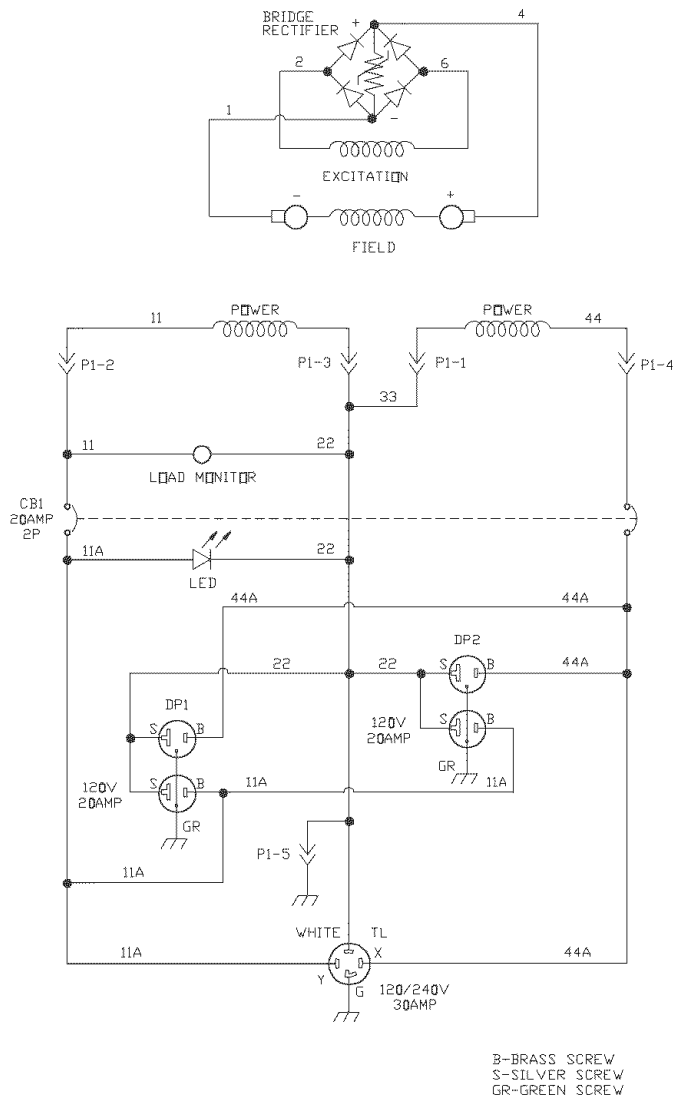 BRIDGE
RECTIFIER
+
4
2
6
1
-
EXCITATION
-
+
FIELD
POWER
11
POWER
44
P1-2
P1-3
P1-1
P1-4
33
11
22
LOAD MONITOR
CB1
20AMP
2P
11A
22
LED
44A
44A
DP2
22
22
S
B
44A
DP1
S
B
120V
20AMP
S
B
S
B
GR
11A
11A
120V
20AMP
GR
P1-5
11A
WHITE
TL
11A
X
44A
Y
G
120/240V
30AMP
B-BRASS SCREW
S-SILVER SCREW
GR-GREEN SCREW